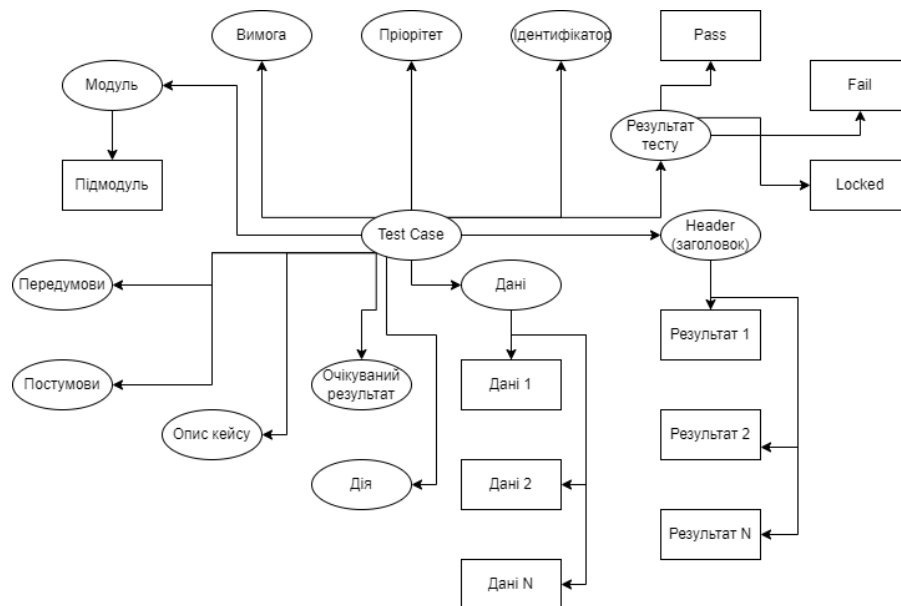 Вимога
Пріорітет
Ідентифікатор
Pass
Модуль
Fail
Результат
тесту
Підмодуль
Locked
Test Case
Header
(заголовок)
Передумови
Дані
Результат 1
Постумови
Очікуваний
результат
Дані 1
Опис кейсу
Результат 2
Дія
Дані 2
Результат N
Дані N